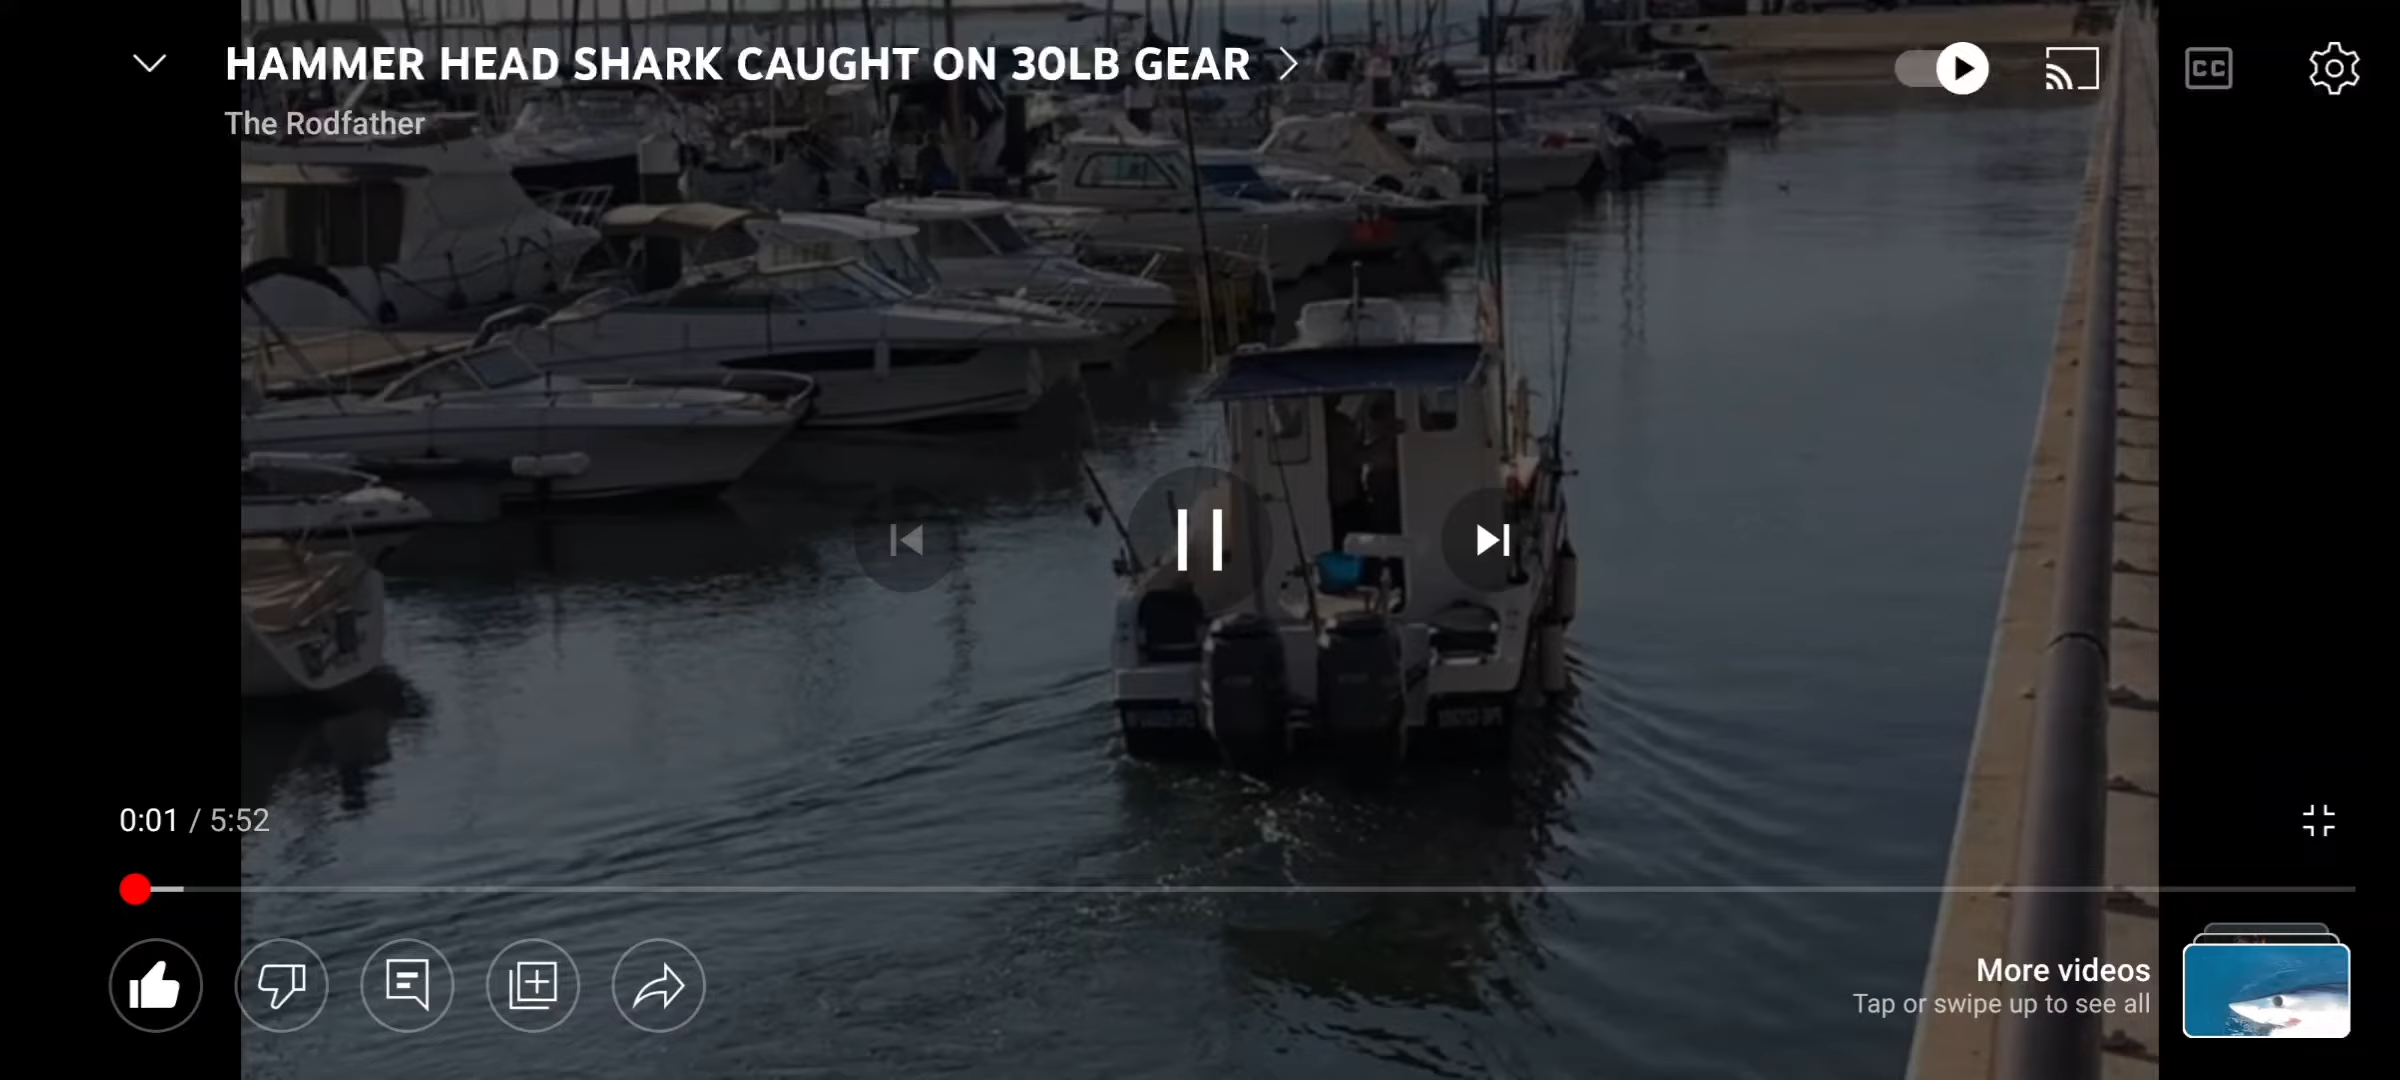 HAMMER HEAD SHARK CAUGHT ON 30LB GEAR
The Rodfather
CC
0:01 / 5:52
More videos
Tap or swipe up to see all